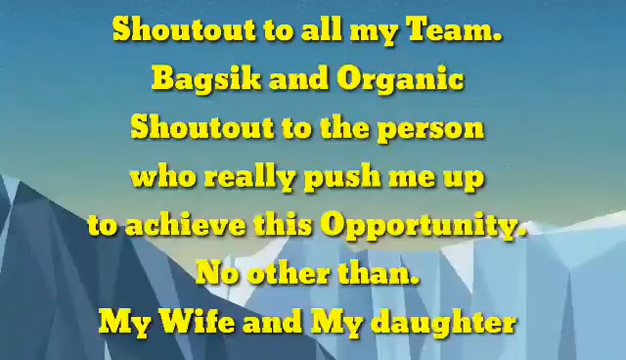 Shoutout to all my Team.
Bagsik and Organic
Shoutout to the person
who really push me up
to achieve this Opportunity.
No other than.
My Wife and My daughter